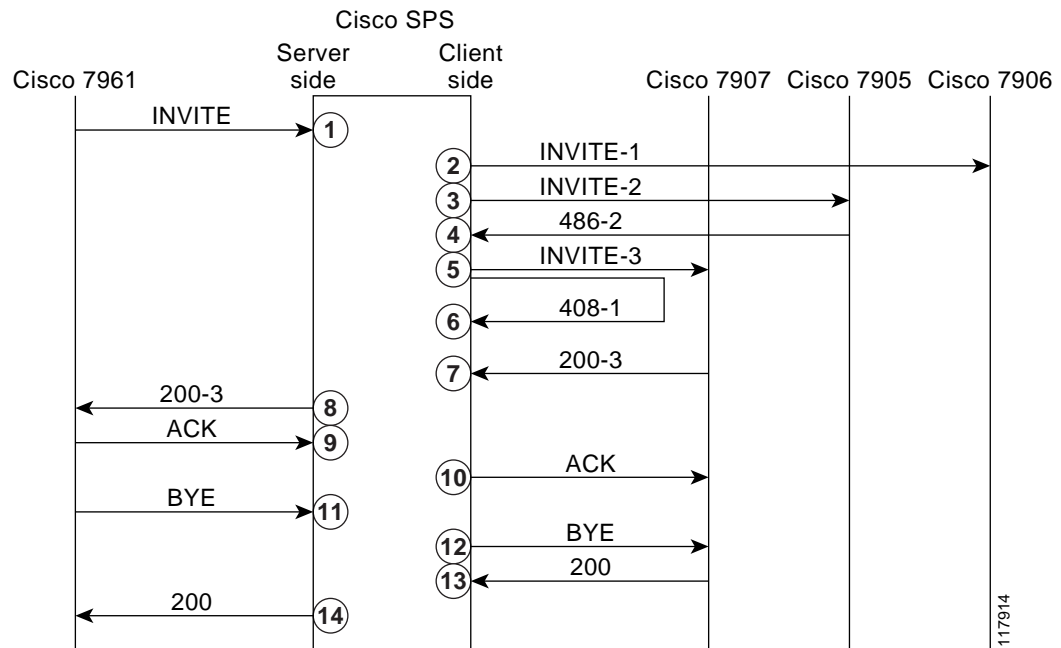 Cisco SPS
Server side
Client side
Cisco 7961
Cisco 7907
Cisco 7905
Cisco 7906
INVITE
1
2
INVITE-1
3
INVITE-2
4
486-2
5
INVITE-3
6
408-1
7
200-3
200-3
8
ACK
9
10
ACK
BYE
11
12
BYE
13
200
200
14
117914